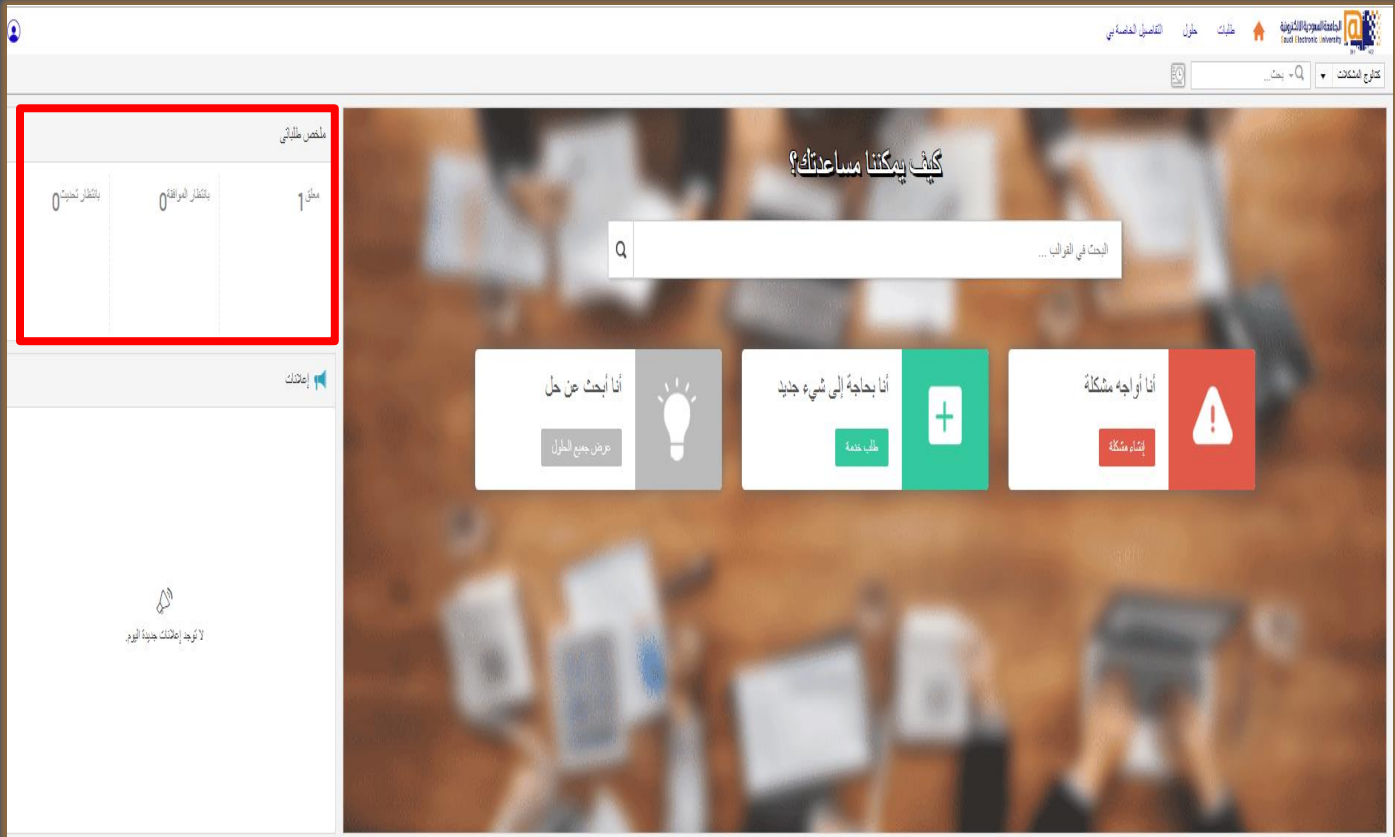 الجامعة السعودية الالكترونية
Saudi Electronic University
طلبات
حلول
التفاصيل الخاصة بي
كتالوج المشكلات
بحث...
ملخص طلباتي
معلق 1
بانتظار الموافقة 0
بانتظار تحديث 0
كيف يمكننا مساعدتك؟
البحث في القوالب ...
أنا أواجه مشكلة
إنشاء مشكلة
أنا بحاجة إلى شيء جديد
طلب خدمة
أنا أبحث عن حل
عرض جميع الحلول
إعلانات
لا توجد إعلانات جديدة اليوم.